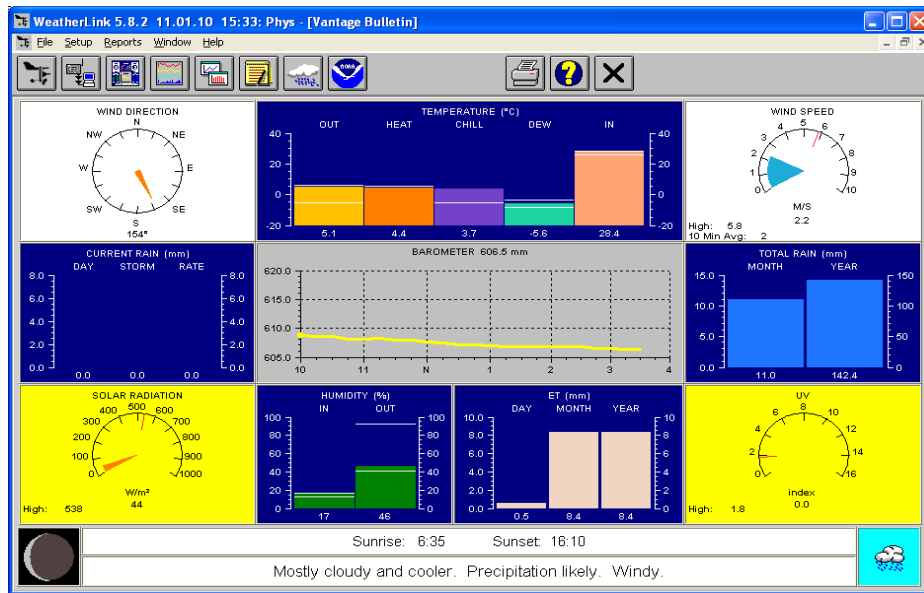 WeatherLink 5.8.2 11.01.10 15:33: Phys - [Vantage Bulletin]
File Setup Reports Window Help
NOAA
WIND DIRECTION
N
NW NE
W E
SW SE
S
154°
TEMPERATURE (°C)
OUT HEAT CHILL DEW IN
40 40
20 20
0 0
-20 -20
5.1 4.4 3.7 -5.6 28.4
WIND SPEED
0 1 2 3 4 5 6 7 8 9 10
M/S
2.2
High: 5.8
10 Min Avg: 2
CURRENT RAIN (mm)
DAY STORM RATE
8.0 8.0
6.0 6.0
4.0 4.0
2.0 2.0
0.0 0.0
0.0 0.0 0.0
BAROMETER 606.5 mm
620.0
615.0
610.0
605.0
10 11 N 1 2 3 4
TOTAL RAIN (mm)
MONTH YEAR
15.0 150
10.0 100
5.0 50
0.0 0
11.0 142.4
SOLAR RADIATION
0 100 200 300 400 500 600 700 800 900 1000
W/m²
44
High: 538
HUMIDITY (%)
IN OUT
100 100
80 80
60 60
40 40
20 20
0 0
17 46
ET (mm)
DAY MONTH YEAR
10.0 10
8.0 8
6.0 6
4.0 4
2.0 2
0.0 0
0.5 8.4 8.4
UV
0 2 4 6 8 10 12 14 16
index
0.0
High: 1.8
Sunrise: 6:35 Sunset: 16:10
Mostly cloudy and cooler. Precipitation likely. Windy.